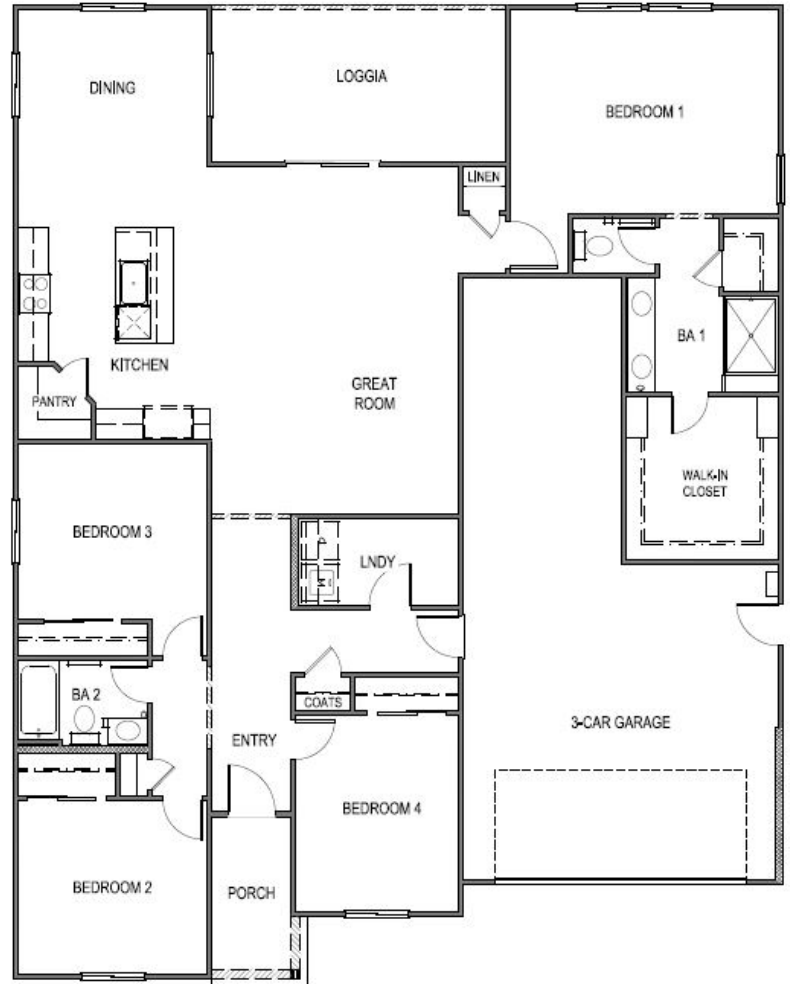 DINING
LOGGIA
BEDROOM 1
LINEN
BA 1
KITCHEN
PANTRY
GREAT
ROOM
WALK-IN
CLOSET
BEDROOM 3
LNDY
M
BA 2
COATS
ENTRY
3-CAR GARAGE
BEDROOM 4
BEDROOM 2
PORCH